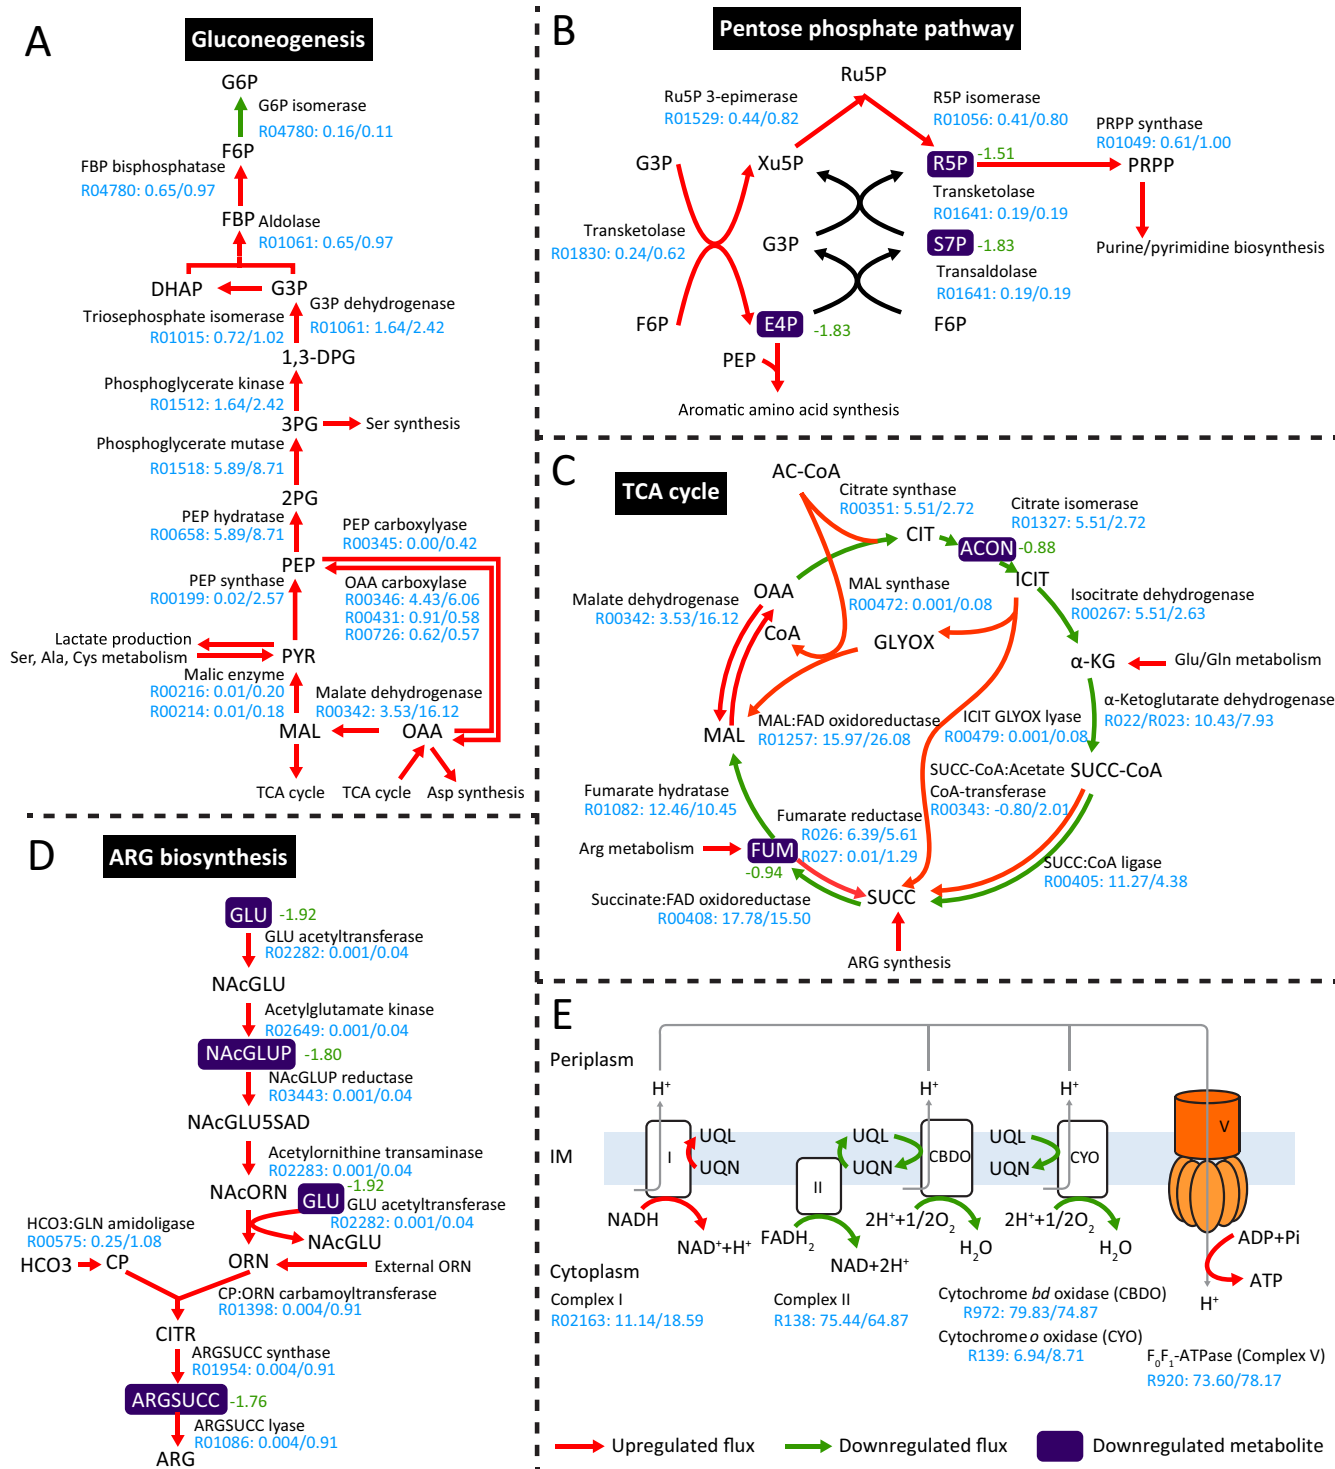 A
Gluconeogenesis
G6P
G6P isomerase
R04780: 0.16/0.11
F6P
FBP bisphosphatase
R04780: 0.65/0.97
FBP
Aldolase
R01061: 0.65/0.97
DHAP
G3P
Triosephosphate isomerase
R01015: 0.72/1.02
G3P dehydrogenase
R01061: 1.64/2.42
1,3-DPG
Phosphoglycerate kinase
R01512: 1.64/2.42
3PG
Ser synthesis
Phosphoglycerate mutase
R01518: 5.89/8.71
2PG
PEP hydratase
R00658: 5.89/8.71
PEP carboxylyase
R00345: 0.00/0.42
PEP
PEP synthase
R00199: 0.02/2.57
OAA carboxylase
R00346: 4.43/6.06
R00431: 0.91/0.58
R00726: 0.62/0.57
Lactate production
Ser, Ala, Cys metabolism
PYR
Malic enzyme
R00216: 0.01/0.20
R00214: 0.01/0.18
Malate dehydrogenase
R00342: 3.53/16.12
MAL
OAA
TCA cycle
TCA cycle
Asp synthesis
B
Pentose phosphate pathway
Ru5P
Ru5P 3-epimerase
R01529: 0.44/0.82
R5P isomerase
R01056: 0.41/0.80
PRPP synthase
R01049: 0.61/1.00
G3P
Xu5P
R5P
-1.51
PRPP
Transketolase
R01641: 0.19/0.19
Transketolase
R01830: 0.24/0.62
G3P
S7P
-1.83
Purine/pyrimidine biosynthesis
Transaldolase
R01641: 0.19/0.19
F6P
E4P
-1.83
F6P
PEP
Aromatic amino acid synthesis
C
TCA cycle
AC-CoA
Citrate synthase
R00351: 5.51/2.72
Citrate isomerase
R01327: 5.51/2.72
CIT
ACON
-0.88
ICIT
OAA
MAL synthase
R00472: 0.001/0.08
Isocitrate dehydrogenase
R00267: 5.51/2.63
Malate dehydrogenase
R00342: 3.53/16.12
CoA
GLYOX
α-KG
Glu/Gln metabolism
α-Ketoglutarate dehydrogenase
R022/R023: 10.43/7.93
MAL
MAL:FAD oxidoreductase
R01257: 15.97/26.08
ICIT GLYOX lyase
R00479: 0.001/0.08
SUCC-CoA:Acetate
CoA-transferase
R00343: -0.80/2.01
SUCC-CoA
Fumarate hydratase
R01082: 12.46/10.45
Fumarate reductase
R026: 6.39/5.61
R027: 0.01/1.29
Arg metabolism
FUM
-0.94
SUCC:CoA ligase
R00405: 11.27/4.38
Succinate:FAD oxidoreductase
R00408: 17.78/15.50
SUCC
ARG synthesis
D
ARG biosynthesis
GLU
-1.92
GLU acetyltransferase
R02282: 0.001/0.04
NAcGLU
Acetylglutamate kinase
R02649: 0.001/0.04
NAcGLUP
-1.80
NAcGLUP reductase
R03443: 0.001/0.04
NAcGLU5SAD
Acetylornithine transaminase
R02283: 0.001/0.04
NAcORN
GLU
-1.92
GLU acetyltransferase
R02282: 0.001/0.04
NAcGLU
HCO3:GLN amidoligase
R00575: 0.25/1.08
HCO3
CP
ORN
External ORN
CP:ORN carbamoyltransferase
R01398: 0.004/0.91
CITR
ARGSUCC synthase
R01954: 0.004/0.91
ARGSUCC
-1.76
ARGSUCC lyase
R01086: 0.004/0.91
ARG
E
Periplasm
H⁺
H⁺
H⁺
IM
I
UQL
UQN
II
UQL
UQN
CBDO
UQL
UQN
CYO
V
NADH
NAD⁺+H⁺
FADH₂
NAD+2H⁺
2H⁺+1/2O₂
H₂O
2H⁺+1/2O₂
H₂O
ADP+Pi
ATP
H⁺
Cytoplasm
Complex I
R02163: 11.14/18.59
Complex II
R138: 75.44/64.87
Cytochrome bd oxidase (CBDO)
R972: 79.83/74.87
Cytochrome o oxidase (CYO)
R139: 6.94/8.71
F₀F₁-ATPase (Complex V)
R920: 73.60/78.17
Upregulated flux
Downregulated flux
Downregulated metabolite